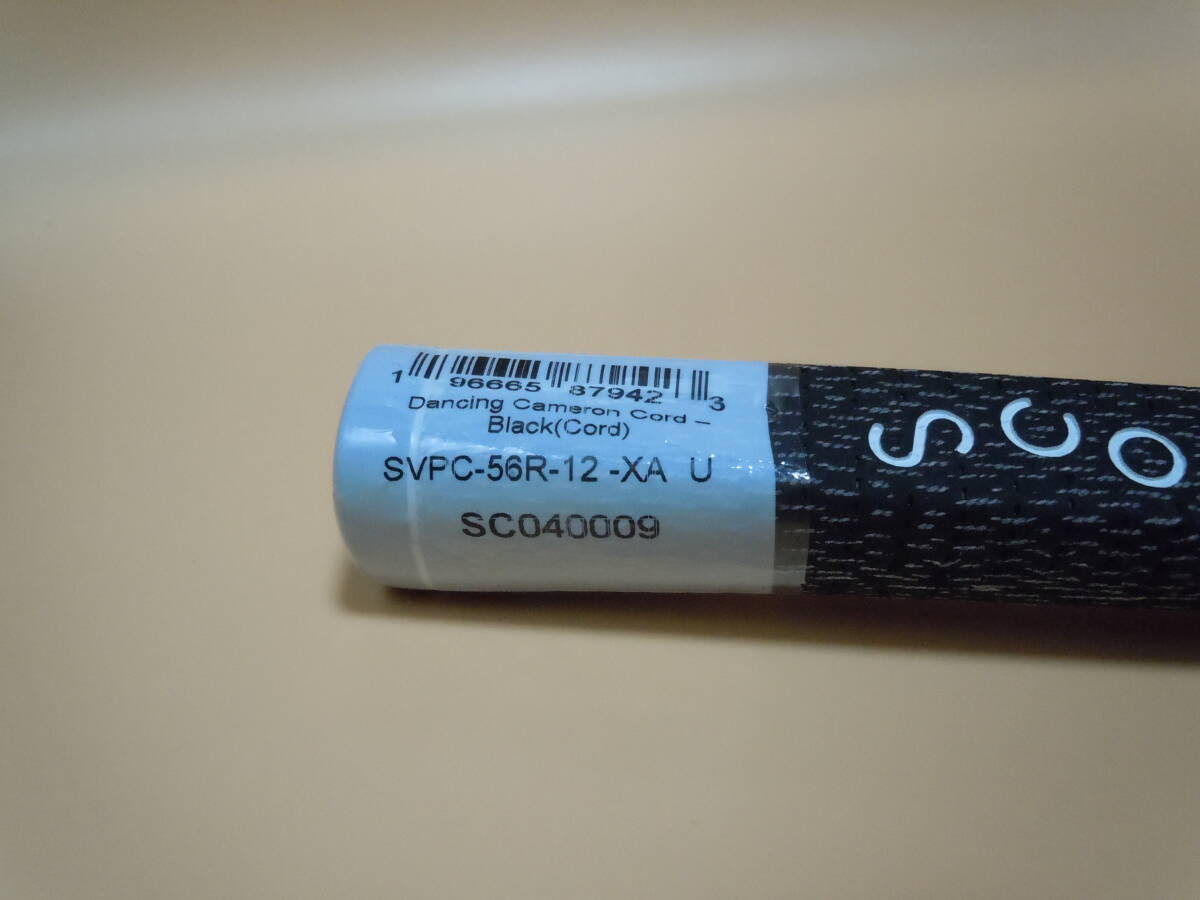 1 96665 87942 3
Dancing Cameron Cord –
Black(Cord)
SVPC-56R-12 -XA U
SC040009
SCO